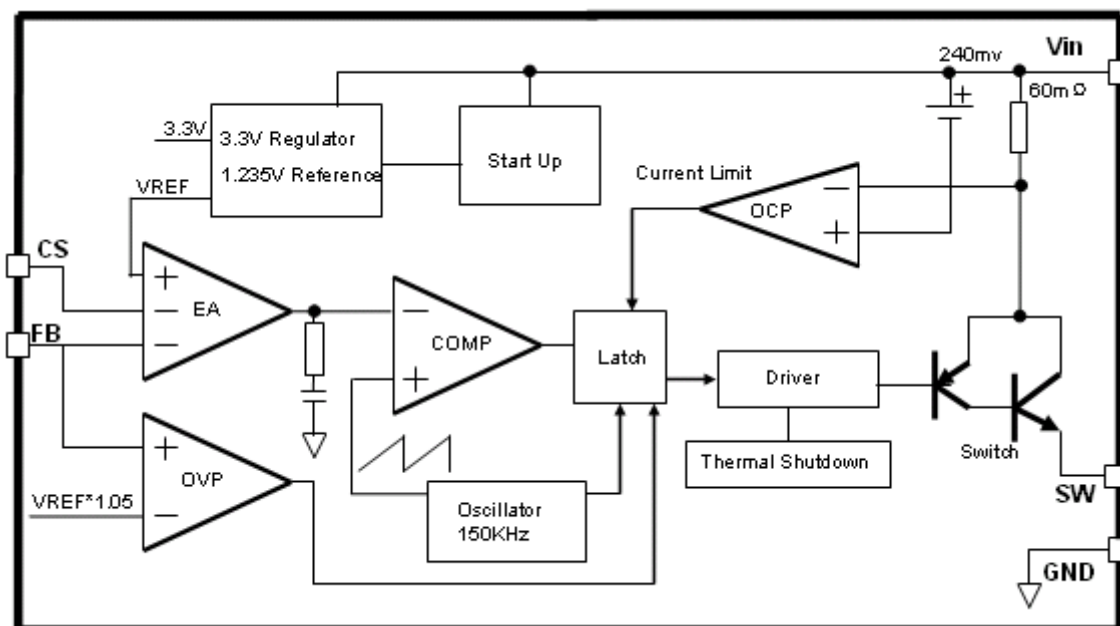 240mv
Vin
60mΩ
3.3V
3.3V Regulator
1.235V Reference
Start Up
VREF
Current Limit
OCP
CS
FB
EA
COMP
Latch
Driver
Thermal Shutdown
Switch
SW
OVP
VREF*1.05
Oscillator
150KHz
GND